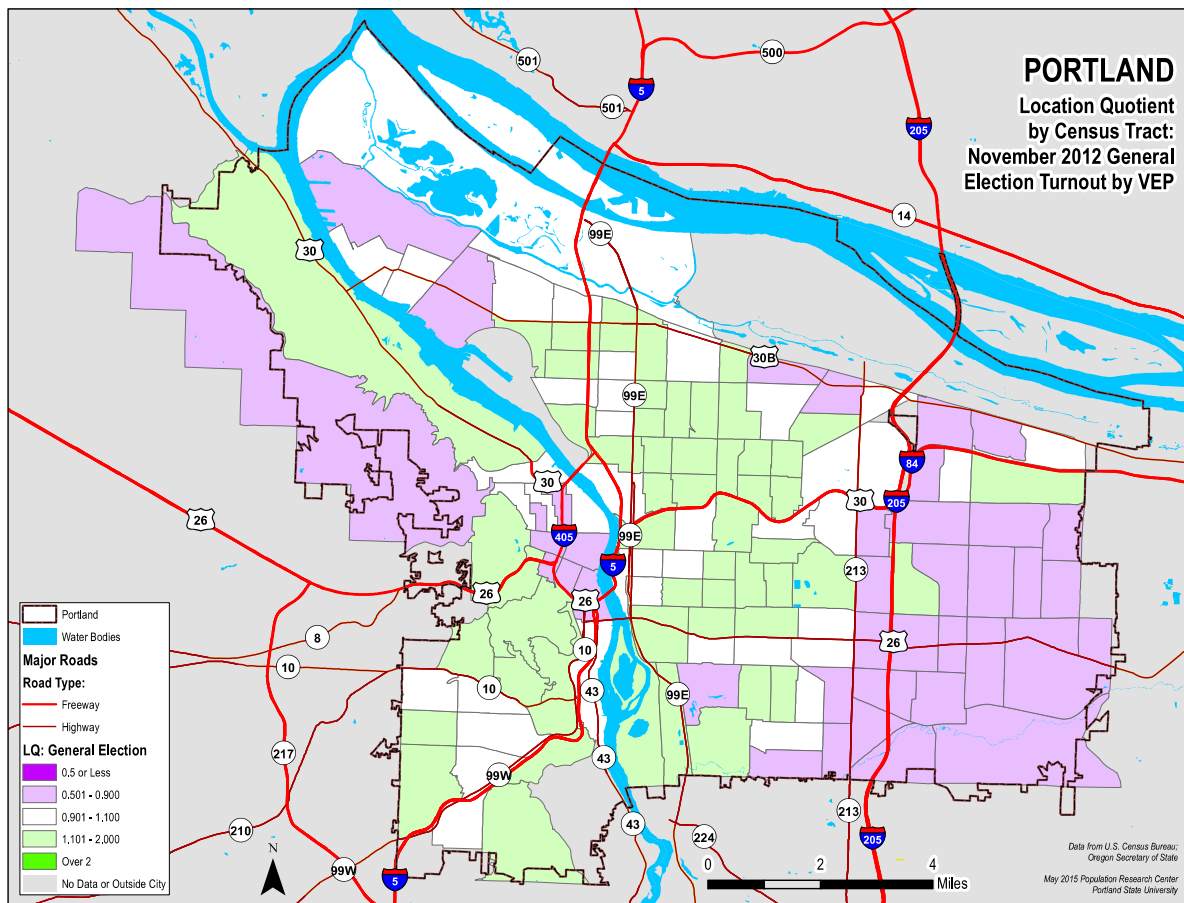 PORTLAND
Location Quotient
by Census Tract:
November 2012 General
Election Turnout by VEP
501
500
5
501
205
14
99E
30
30B
99E
84
30
30
205
26
405
99E
5
213
26
26
8
10
10
26
10
43
99E
217
99W
43
210
43
224
213
205
99W
5
Portland
Water Bodies
Major Roads
Road Type:
Freeway
Highway
LQ: General Election
0.5 or Less
0.501 - 0.900
0,901 - 1,100
1,101 - 2,000
Over 2
No Data or Outside City
N
0 2 4
Miles
Data from U.S. Census Bureau;
Oregon Secretary of State
May 2015 Population Research Center
Portland State University